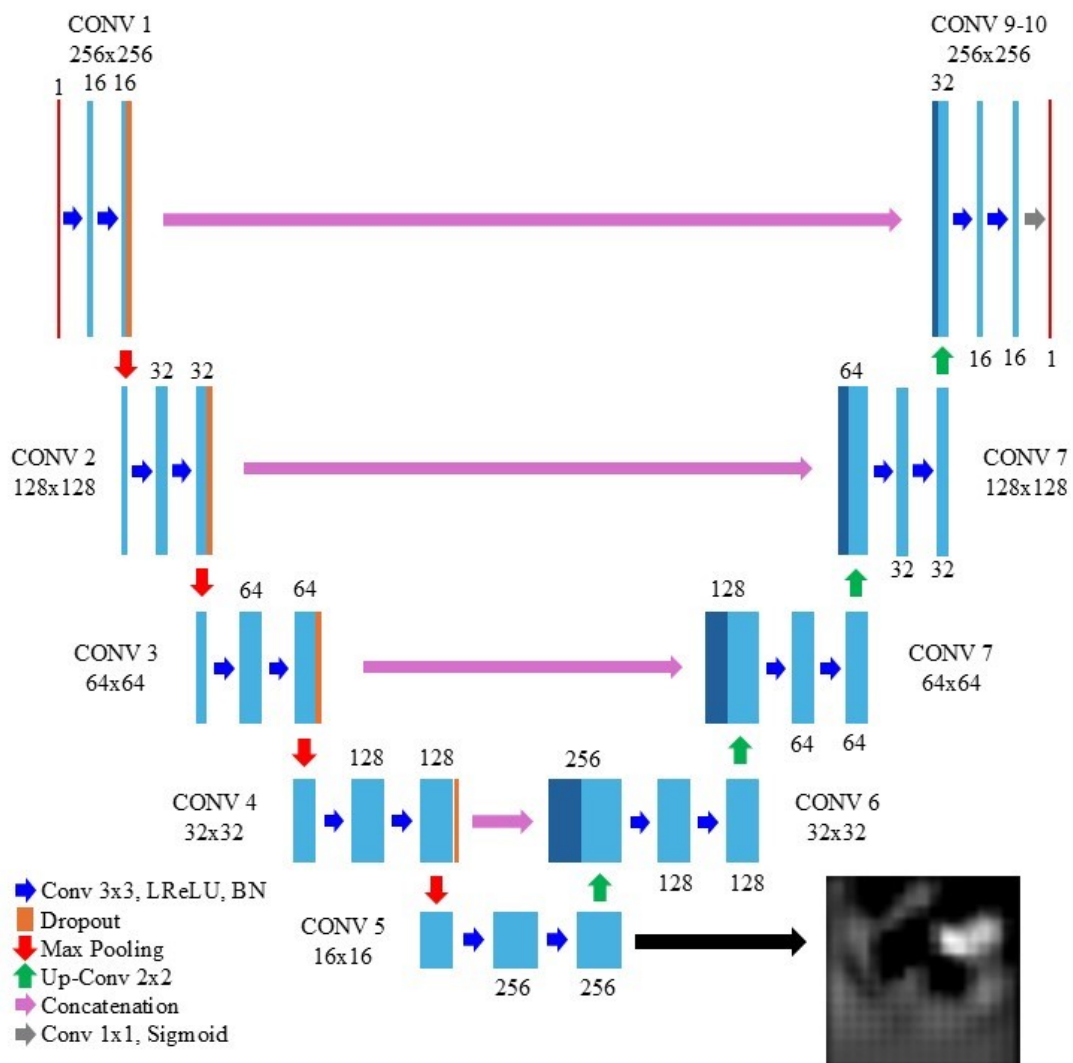 CONV 1
256x256
1
16
16
CONV 9-10
256x256
32
16
16
1
CONV 2
128x128
32
32
64
CONV 7
128x128
32
32
CONV 3
64x64
64
64
128
CONV 7
64x64
64
64
CONV 4
32x32
128
128
256
CONV 6
32x32
128
128
CONV 5
16x16
256
256
Conv 3x3, LReLU, BN
Dropout
Max Pooling
Up-Conv 2x2
Concatenation
Conv 1x1, Sigmoid